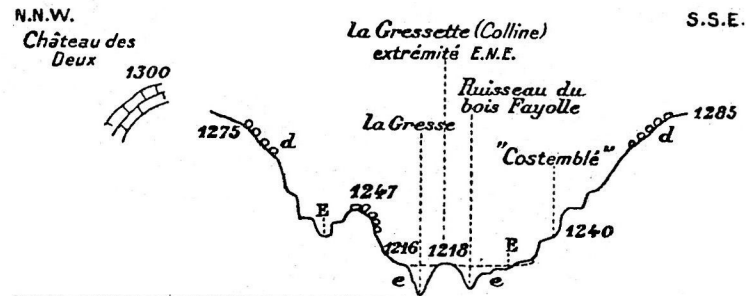 N.N.W.
S.S.E.
Château des
Deux
1300
la Gressette (Colline)
extrémité E.N.E.
Ruisseau du
bois Fayolle
la Gresse
"Costemblé"
1275
d
1285
d
1247
E
1216
1218
E
1240
e
e